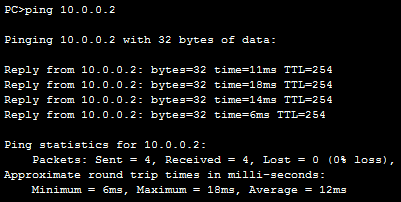 PC>ping 10.0.0.2
Pinging 10.0.0.2 with 32 bytes of data:
Reply from 10.0.0.2: bytes=32 time=11ms TTL=254
Reply from 10.0.0.2: bytes=32 time=18ms TTL=254
Reply from 10.0.0.2: bytes=32 time=14ms TTL=254
Reply from 10.0.0.2: bytes=32 time=6ms TTL=254
Ping statistics for 10.0.0.2:
    Packets: Sent = 4, Received = 4, Lost = 0 (0% loss),
Approximate round trip times in milli-seconds:
    Minimum = 6ms, Maximum = 18ms, Average = 12ms